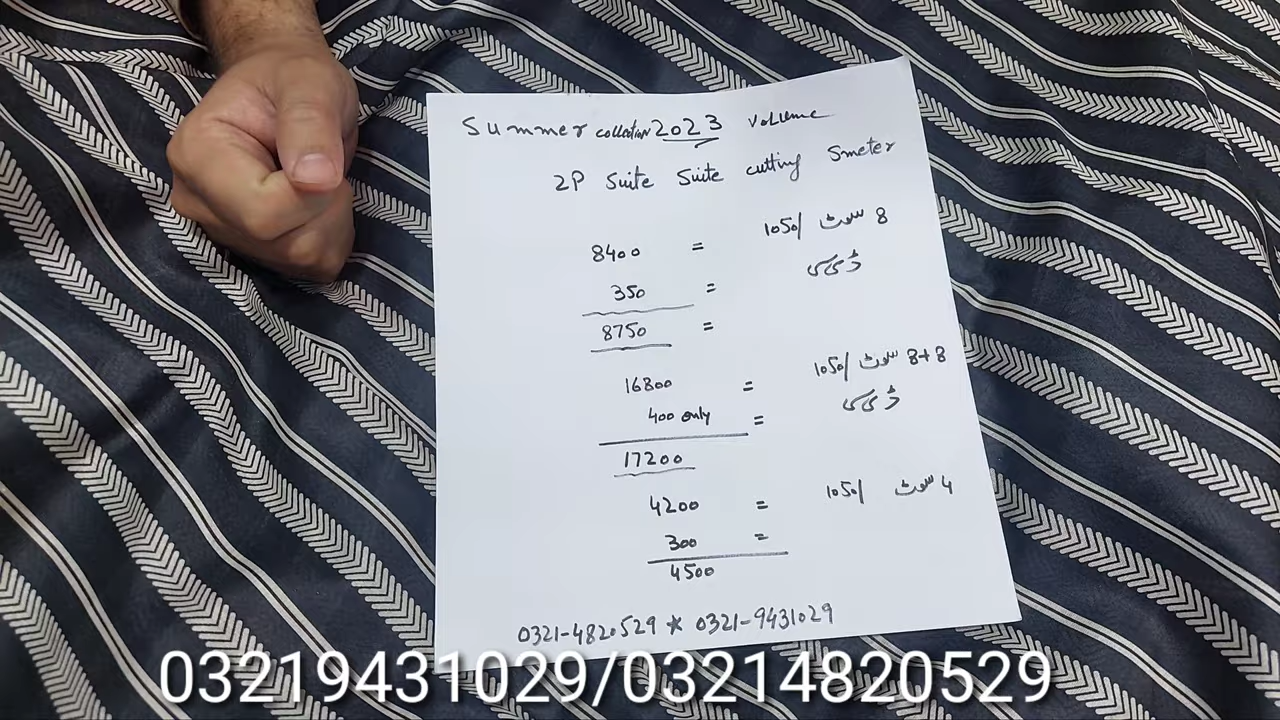 Summer collection 2023 Volume
2P Suite Suite cutting 5meter
8400 = 1050/ سوٹ 8
350 = ڈی سی
8750 =
16800 = 1050/ سوٹ 8+8
400 only = ڈی سی
17200
4200 = 1050/ سوٹ 4
300 =
4500
0321-4820529 * 0321-9431029
03219431029/03214820529